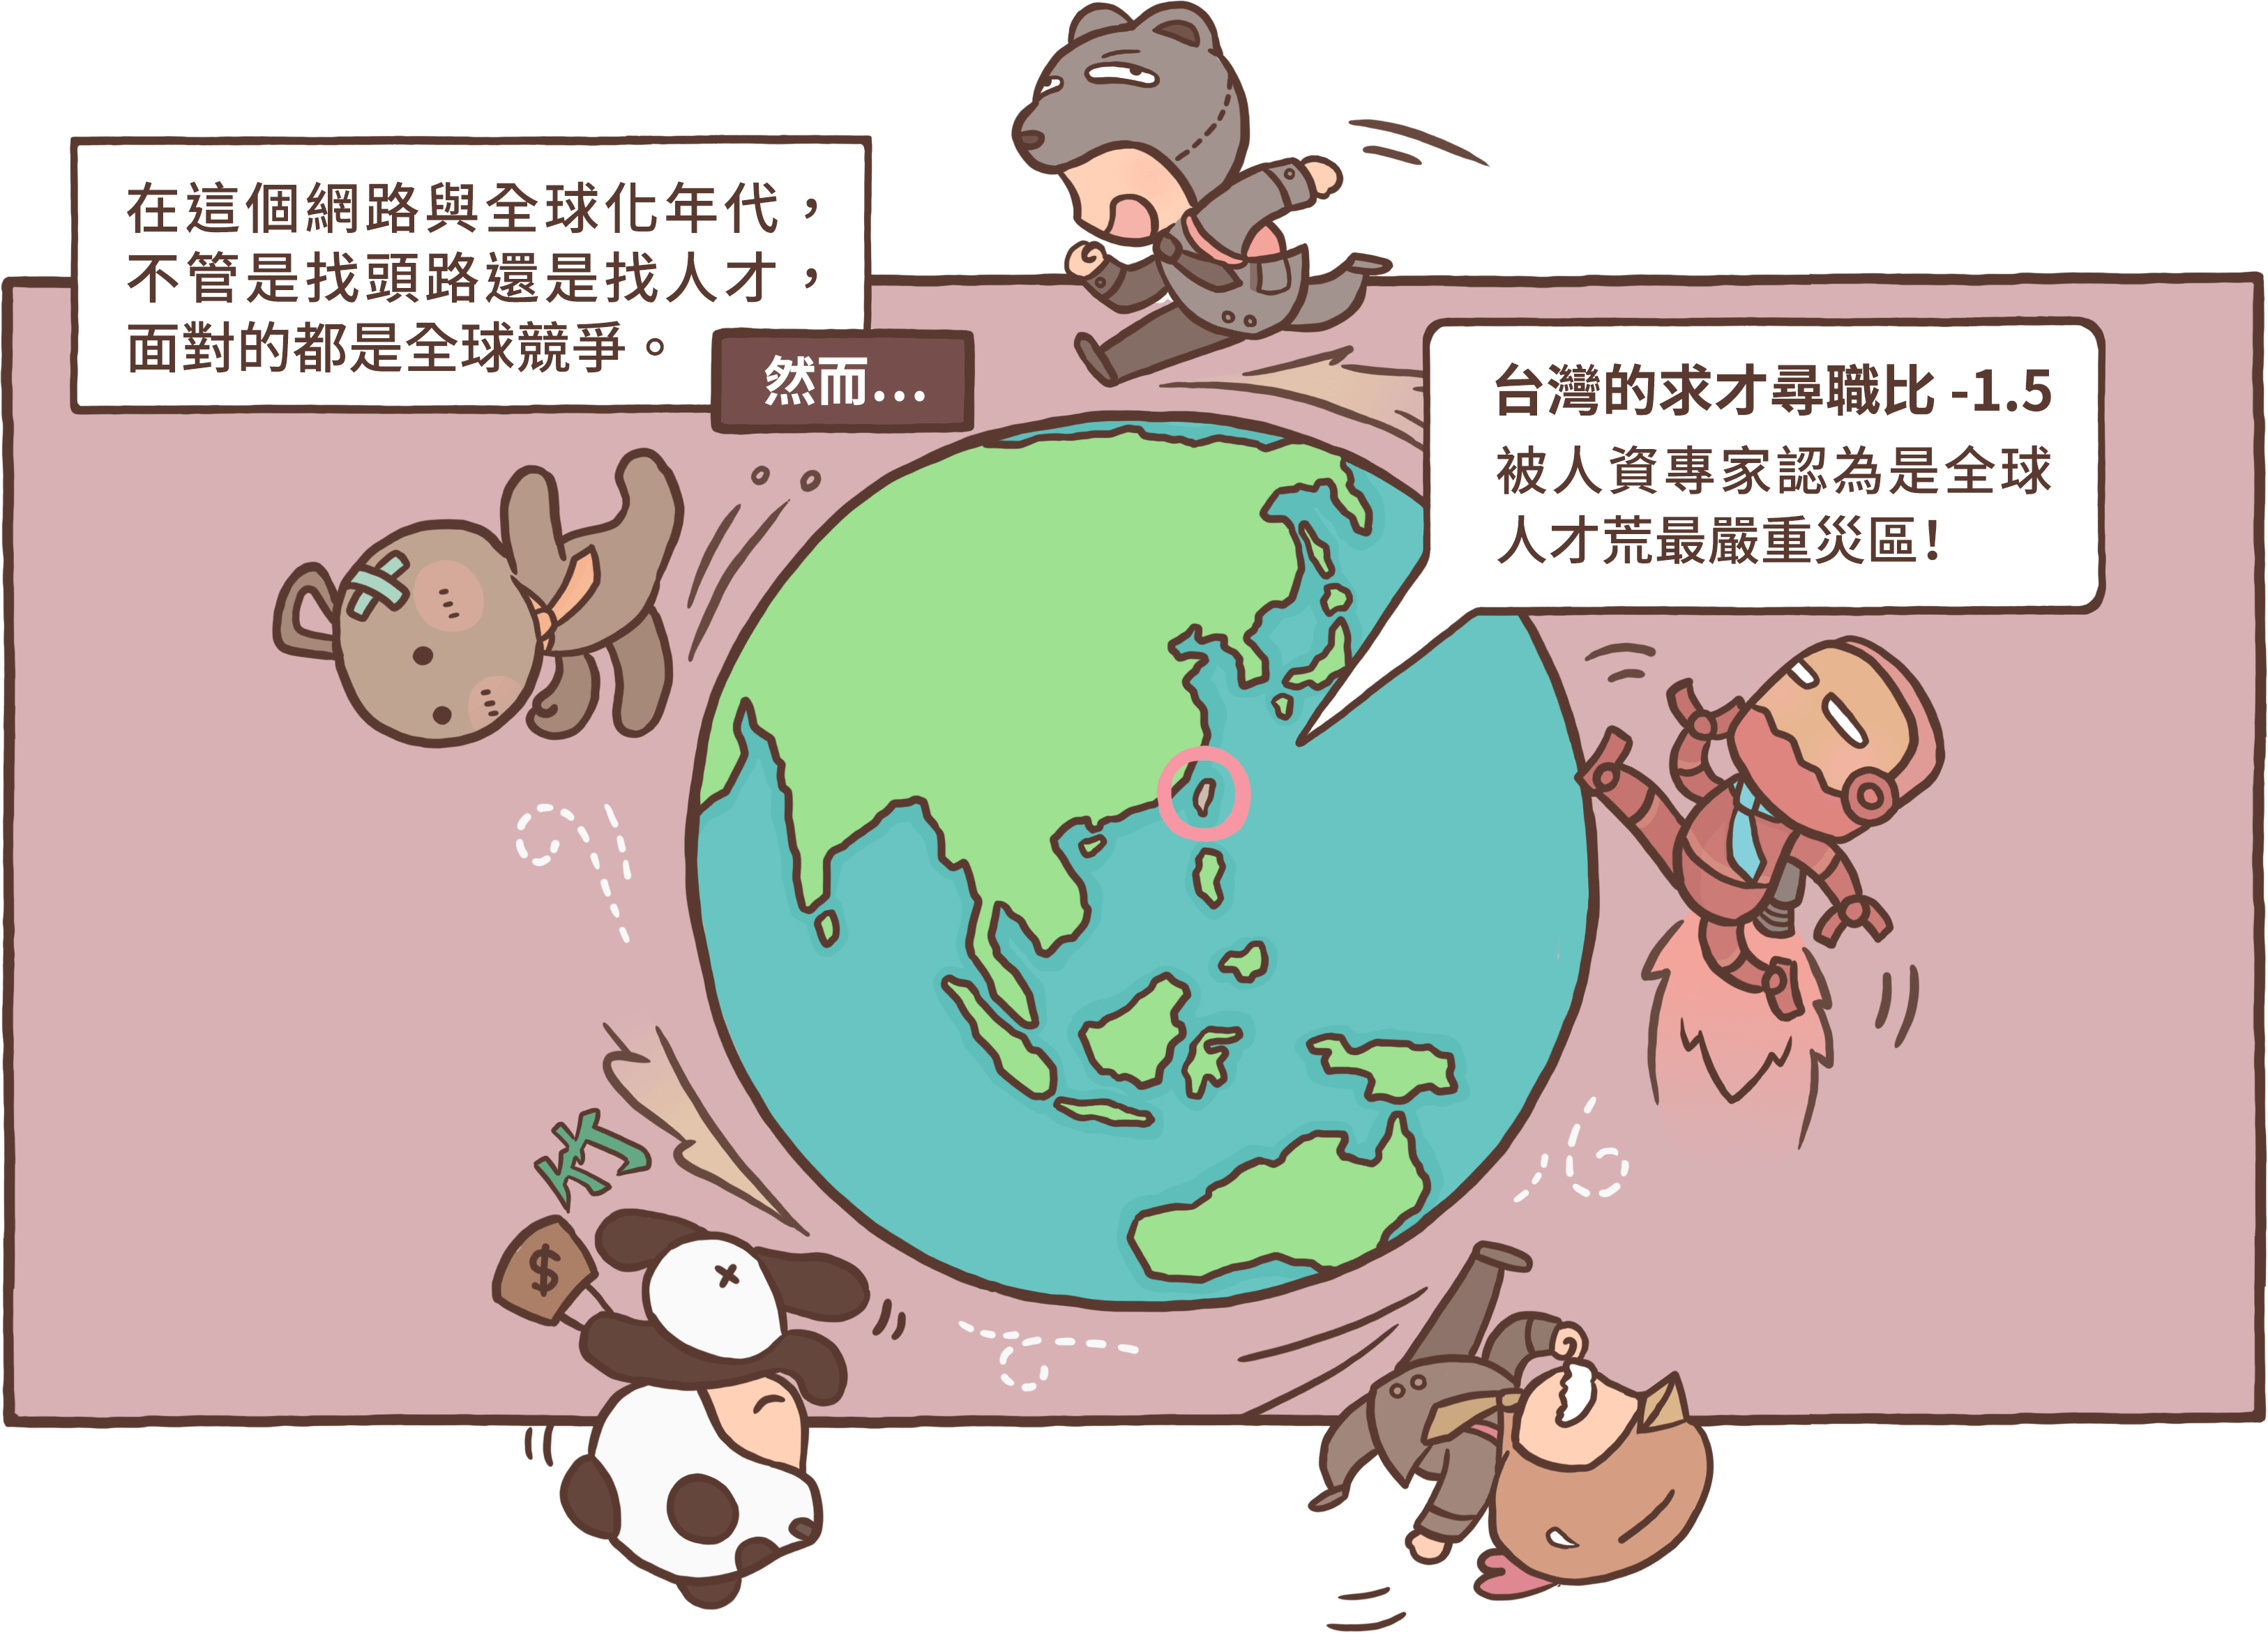 在這個網路與全球化年代，
不管是找頭路還是找人才，
面對的都是全球競爭。
然而...
台灣的求才尋職比 -1.5
被人資專家認為是全球
人才荒最嚴重災區!
$